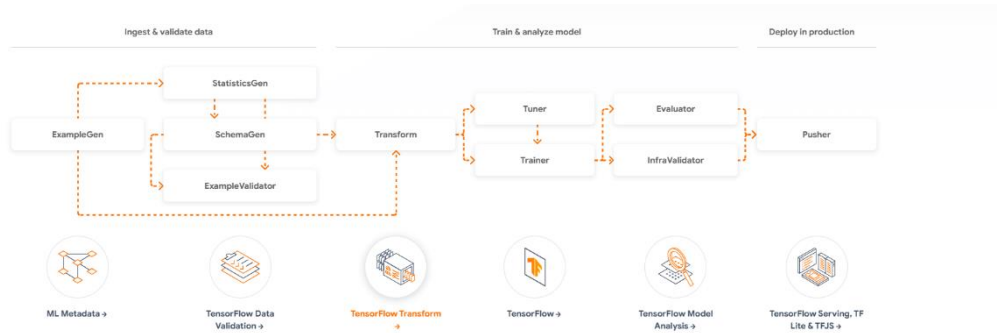 Ingest & validate data
Train & analyze model
Deploy in production
StatisticsGen
Tuner
Evaluator
ExampleGen
SchemaGen
Transform
Pusher
Trainer
InfraValidator
ExampleValidator
ML Metadata →
TensorFlow Data
Validation →
TensorFlow Transform
→
TensorFlow →
TensorFlow Model
Analysis →
TensorFlow Serving, TF
Lite & TFJS →